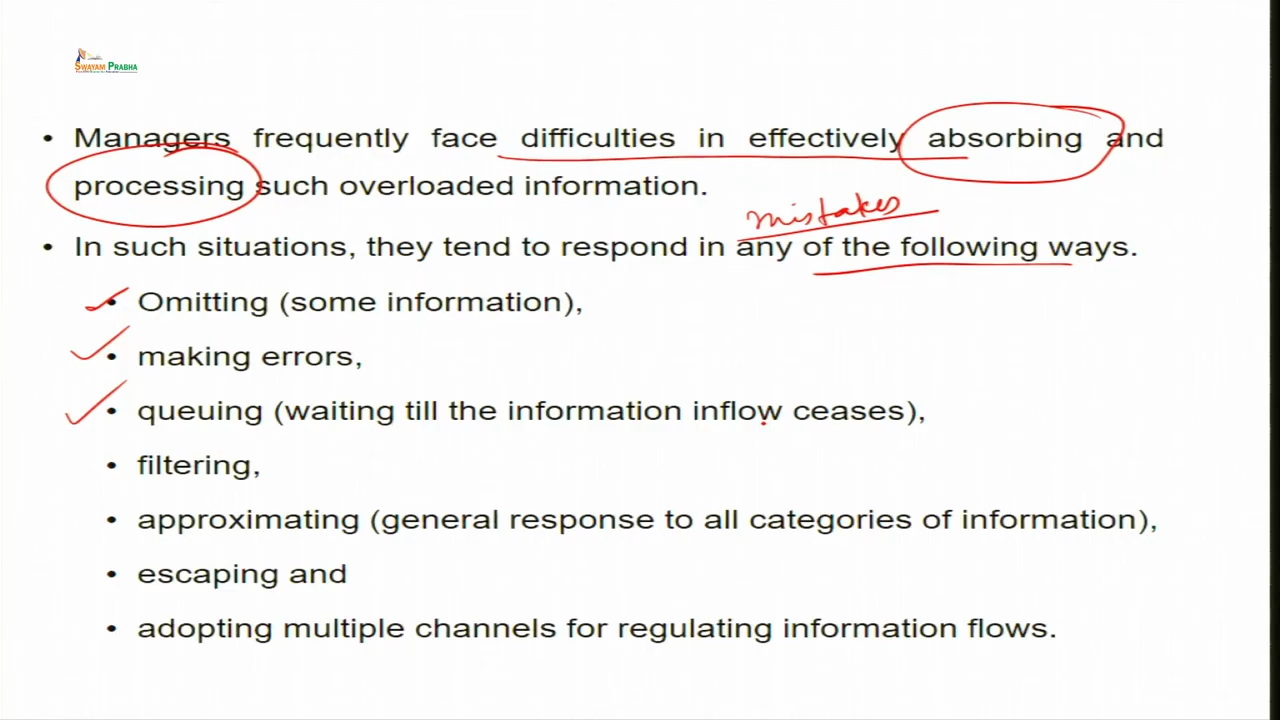 SWAYAM PRABHA
• Managers frequently face difficulties in effectively absorbing and
processing such overloaded information.
mistakes
• In such situations, they tend to respond in any of the following ways.
• Omitting (some information),
• making errors,
• queuing (waiting till the information inflow ceases),
• filtering,
• approximating (general response to all categories of information),
• escaping and
• adopting multiple channels for regulating information flows.